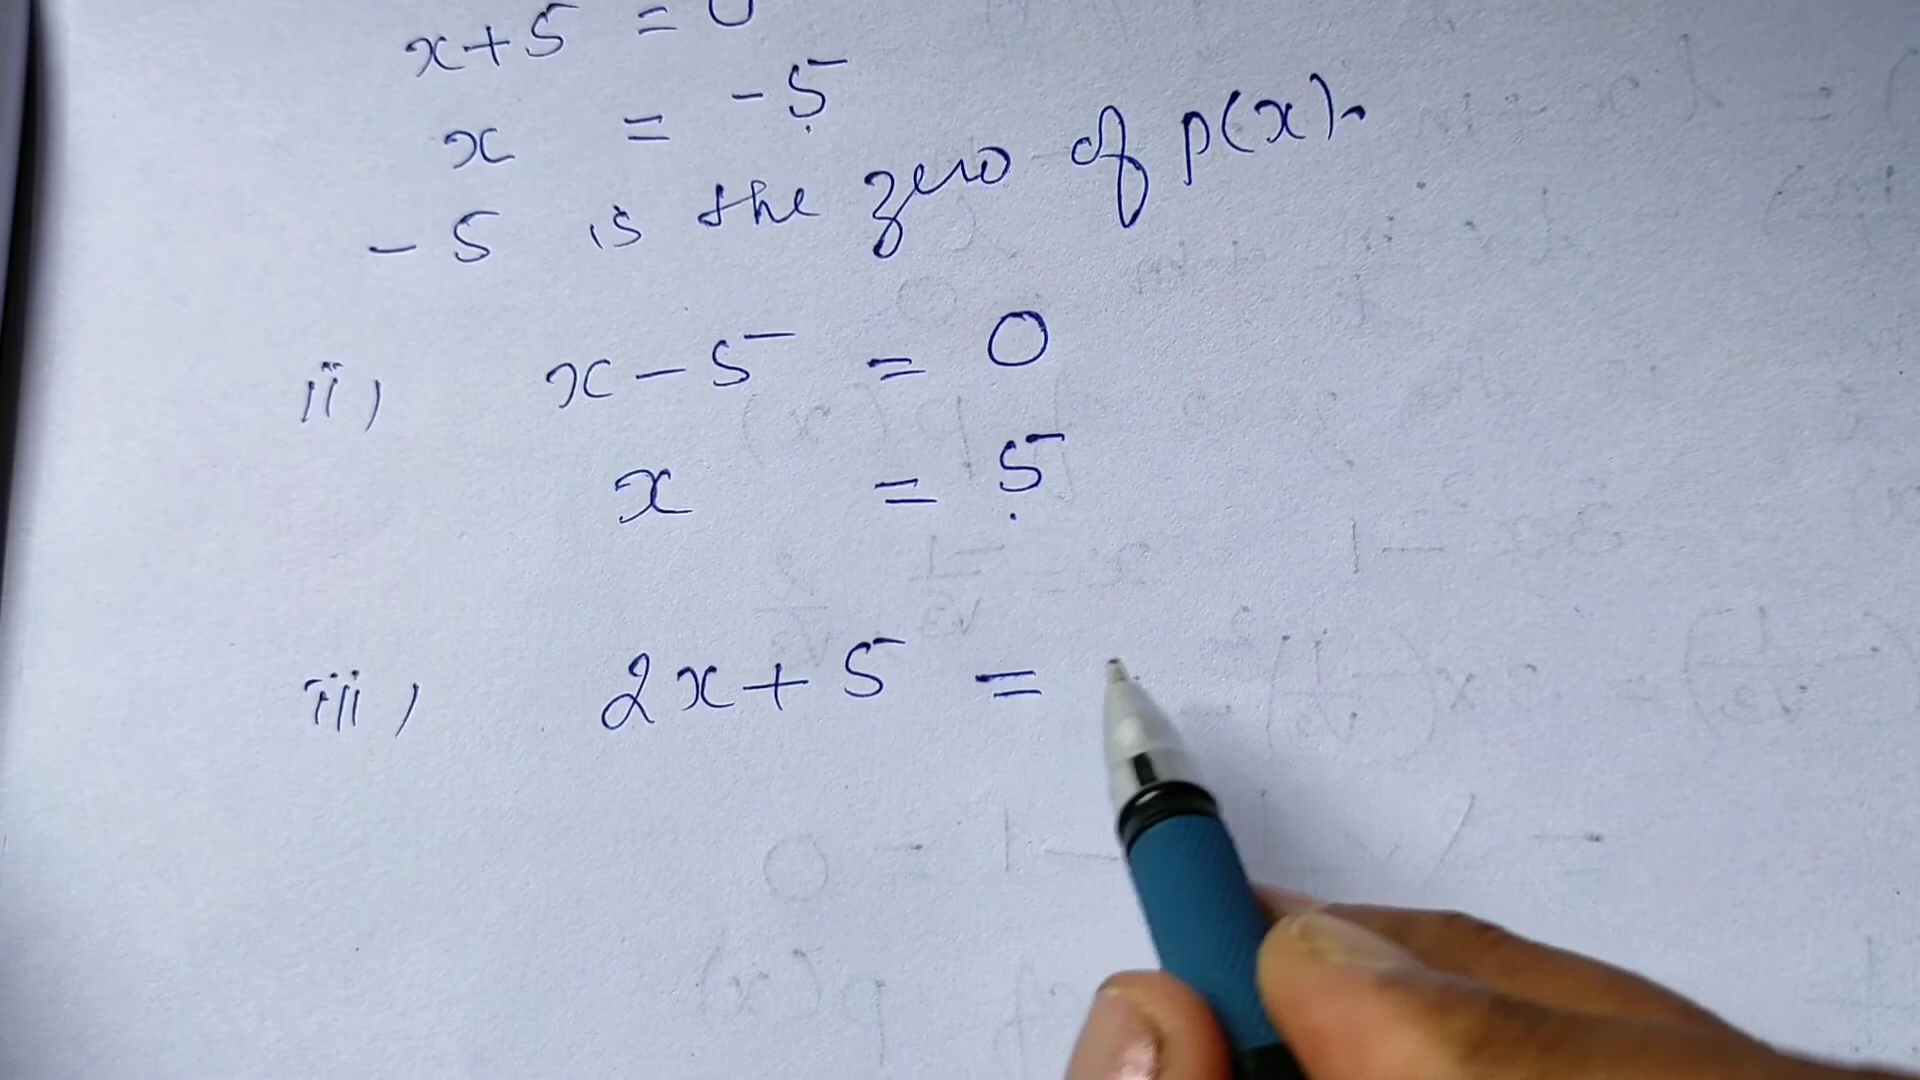 x+5 = 0
x = -5
-5 is the zero of p(x).
ii) x-5 = 0
x = 5
iii) 2x+5 =